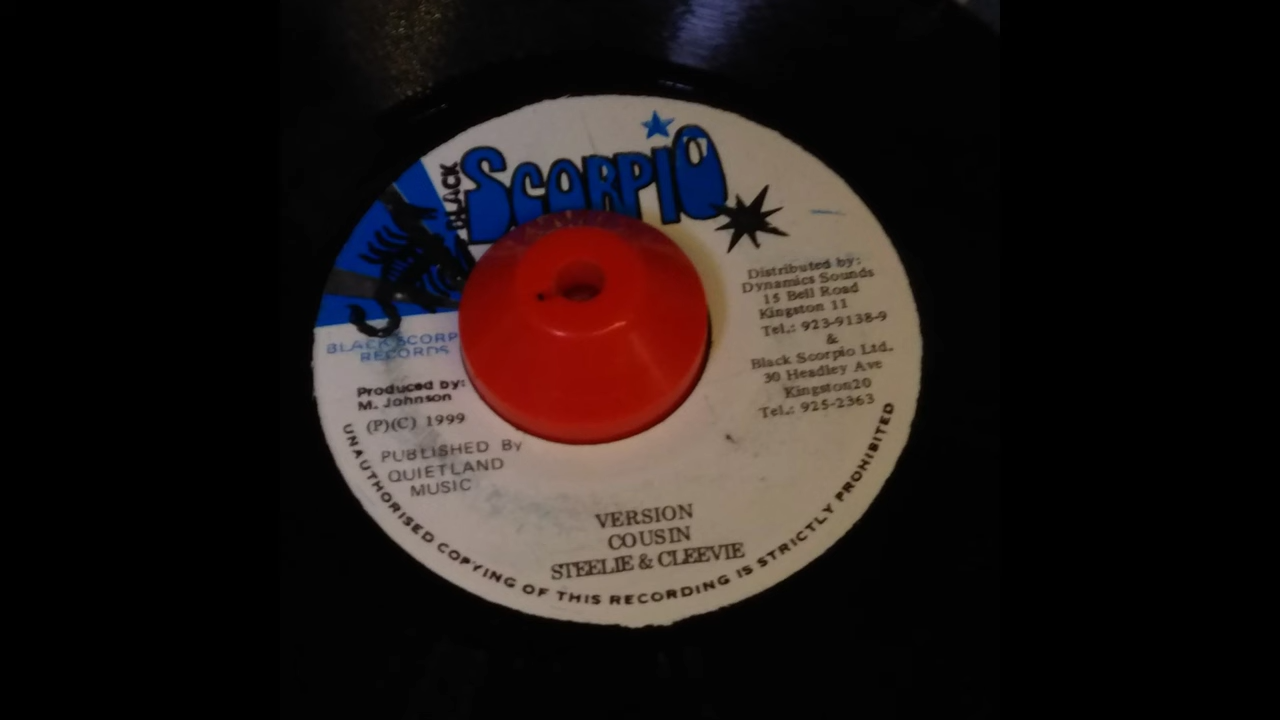 BLACK
SCORPIO
BLACK SCORP
RECORDS
Produced by:
M. Johnson
(P)(C) 1999
PUBLISHED By
QUIETLAND
MUSIC
Distributed by:
Dynamics Sounds
15 Bell Road
Kingston 11
Tel.: 923-9138-9
&
Black Scorpio Ltd.
30 Headley Ave
Kingston20
Tel.: 925-2363
VERSION
COUSIN
STEELIE & CLEEVIE
UNAUTHORISED COPYING OF THIS RECORDING IS STRICTLY PROHIBITED